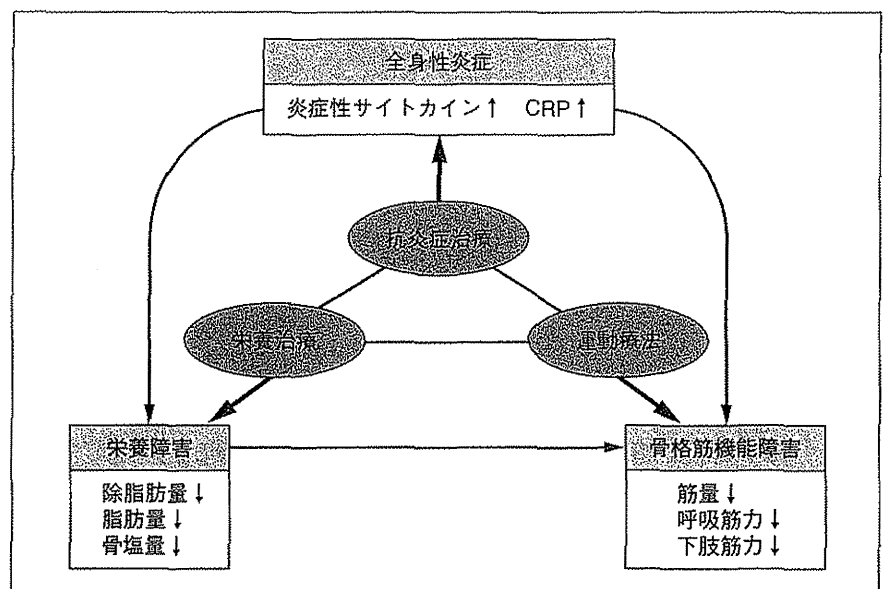 全身性炎症
炎症性サイトカイン↑ CRP↑
抗炎症治療
栄養治療
運動療法
栄養障害
除脂肪量↓
脂肪量↓
骨塩量↓
骨格筋機能障害
筋量↓
呼吸筋力↓
下肢筋力↓